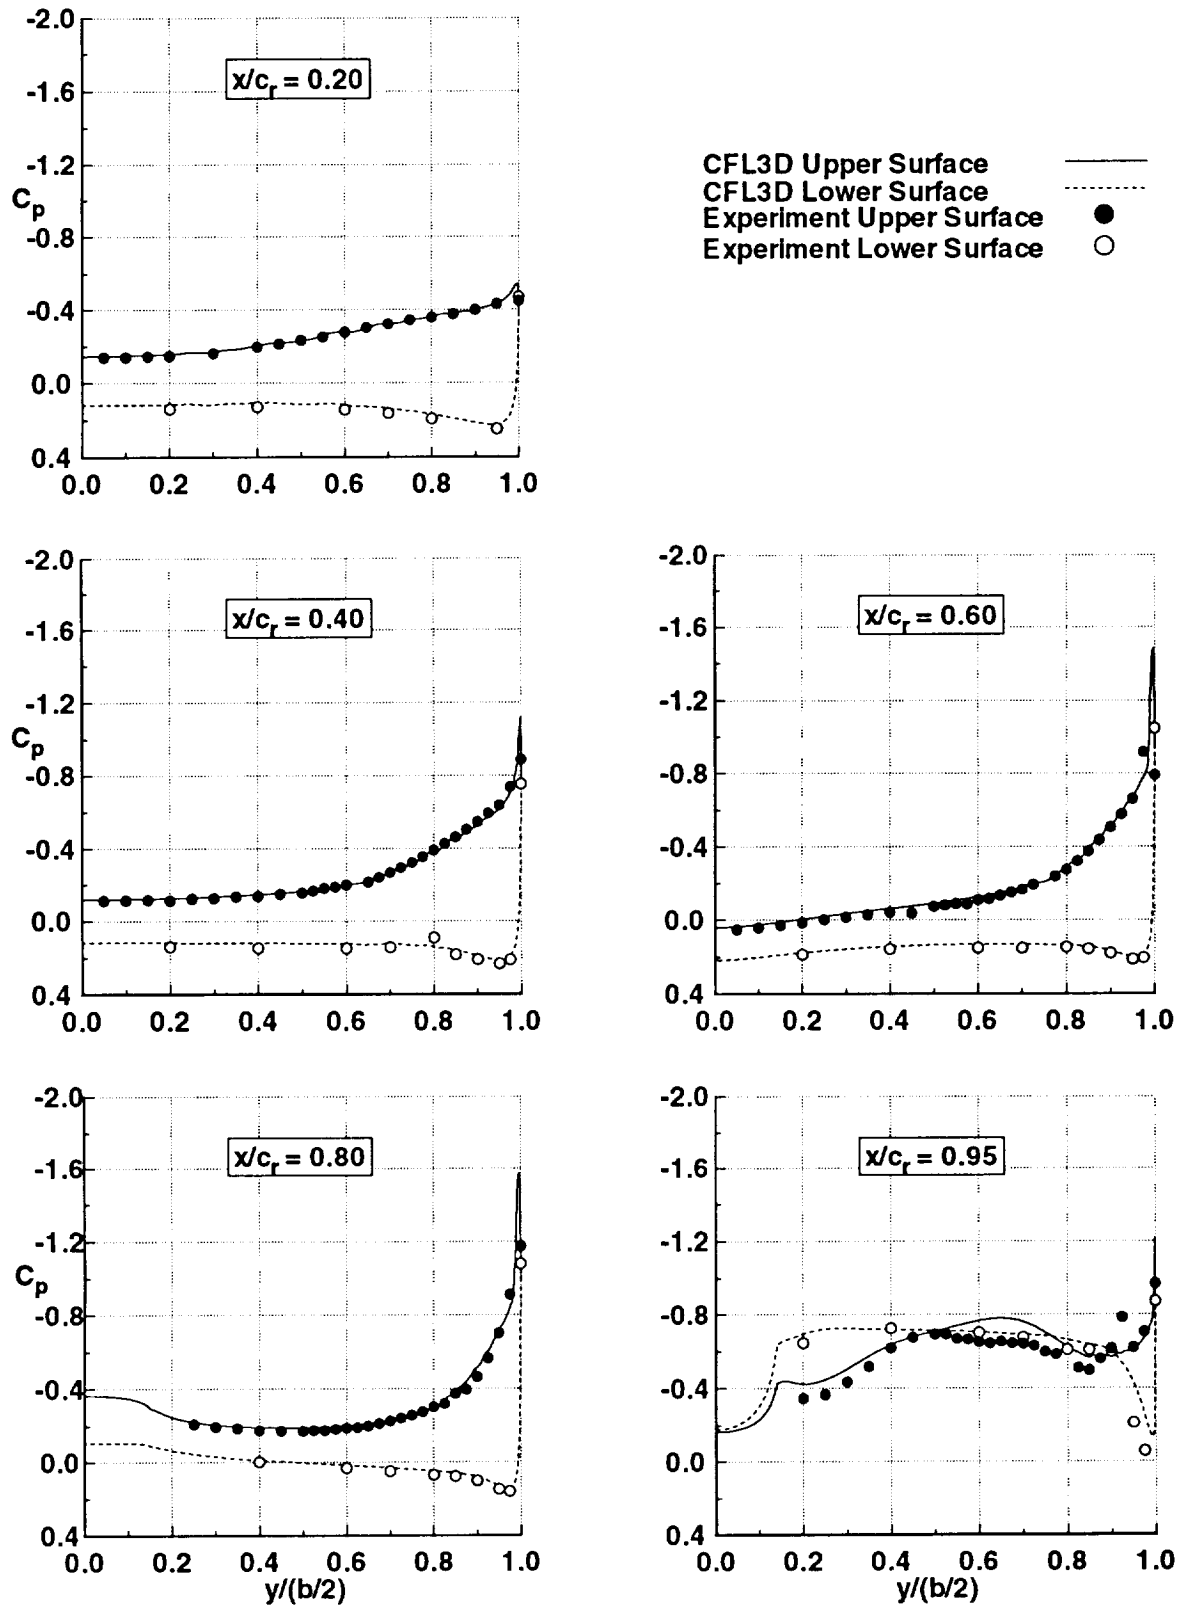 -2.0
-1.6
-1.2
-0.8
-0.4
0.0
0.4
Cp
x/cr = 0.20
0.0 0.2 0.4 0.6 0.8 1.0
CFL3D Upper Surface
CFL3D Lower Surface
Experiment Upper Surface
Experiment Lower Surface
-2.0
-1.6
-1.2
-0.8
-0.4
0.0
0.4
Cp
x/cr = 0.40
0.0 0.2 0.4 0.6 0.8 1.0
-2.0
-1.6
-1.2
-0.8
-0.4
0.0
0.4
x/cr = 0.60
0.0 0.2 0.4 0.6 0.8 1.0
-2.0
-1.6
-1.2
-0.8
-0.4
0.0
0.4
Cp
x/cr = 0.80
0.0 0.2 0.4 0.6 0.8 1.0
y/(b/2)
-2.0
-1.6
-1.2
-0.8
-0.4
0.0
0.4
x/cr = 0.95
0.0 0.2 0.4 0.6 0.8 1.0
y/(b/2)